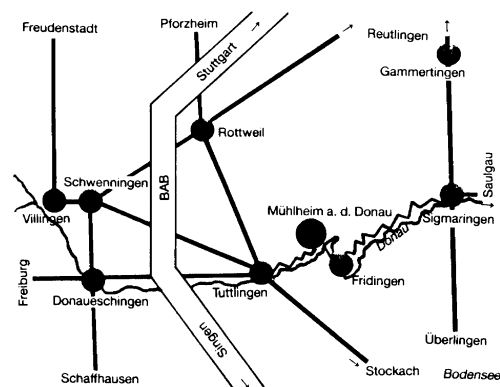 Freudenstadt
Pforzheim
Stuttgart
Reutlingen
Gammertingen
Rottweil
BAB
Schwenningen
Villingen
Saulgau
Mühlheim a. d. Donau
Sigmaringen
Donau
Fridingen
Freiburg
Donaueschingen
Tuttlingen
Singen
Überlingen
Stockach
Schaffhausen
Bodensee